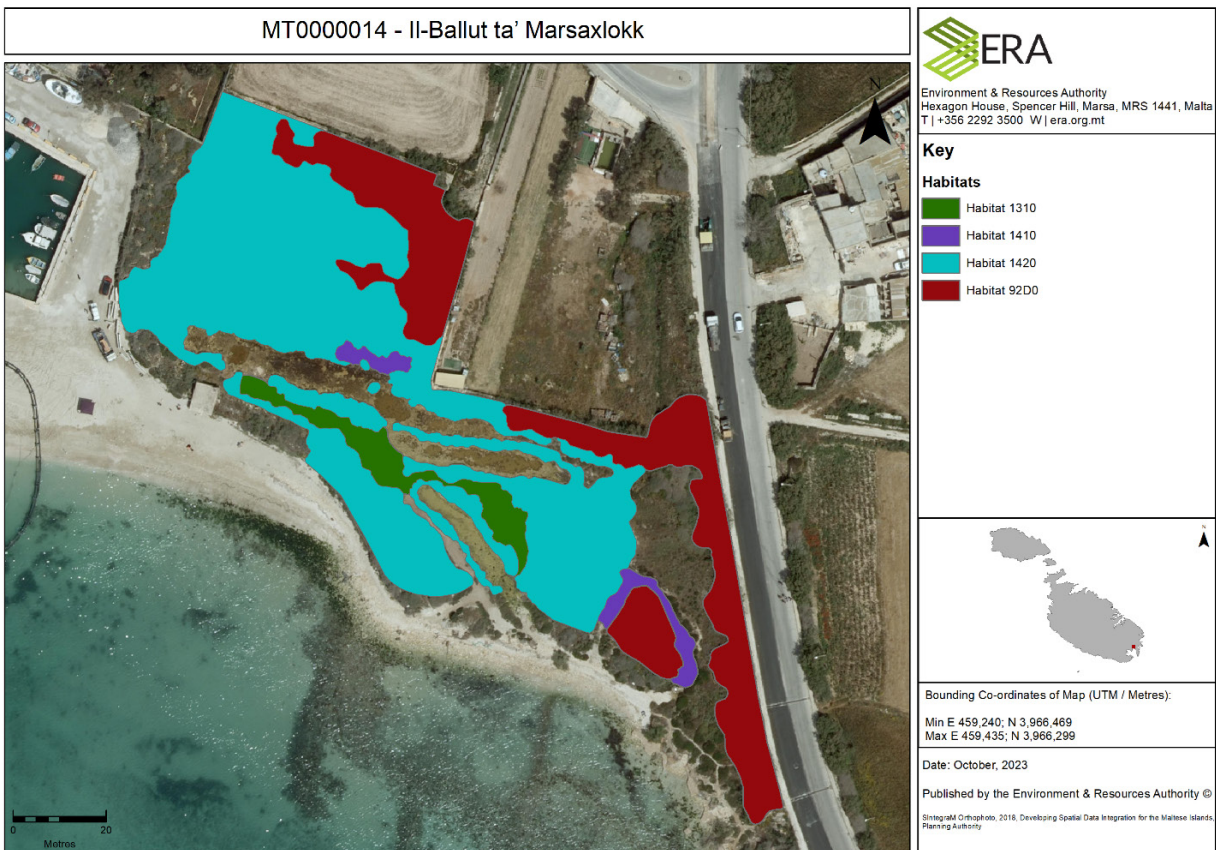 MT0000014 - Il-Ballut ta' Marsaxlokk
N
0
20
Metres
ERA
Environment & Resources Authority
Hexagon House, Spencer Hill, Marsa, MRS 1441, Malta
T | +356 2292 3500 W | era.org.mt
Key
Habitats
Habitat 1310
Habitat 1410
Habitat 1420
Habitat 92D0
N
Bounding Co-ordinates of Map (UTM / Metres):
Min E 459,240; N 3,966,469
Max E 459,435; N 3,966,299
Date: October, 2023
Published by the Environment & Resources Authority ©
SIntegraM Orthophoto, 2018, Developing Spatial Data Integration for the Maltese Islands,
Planning Authority